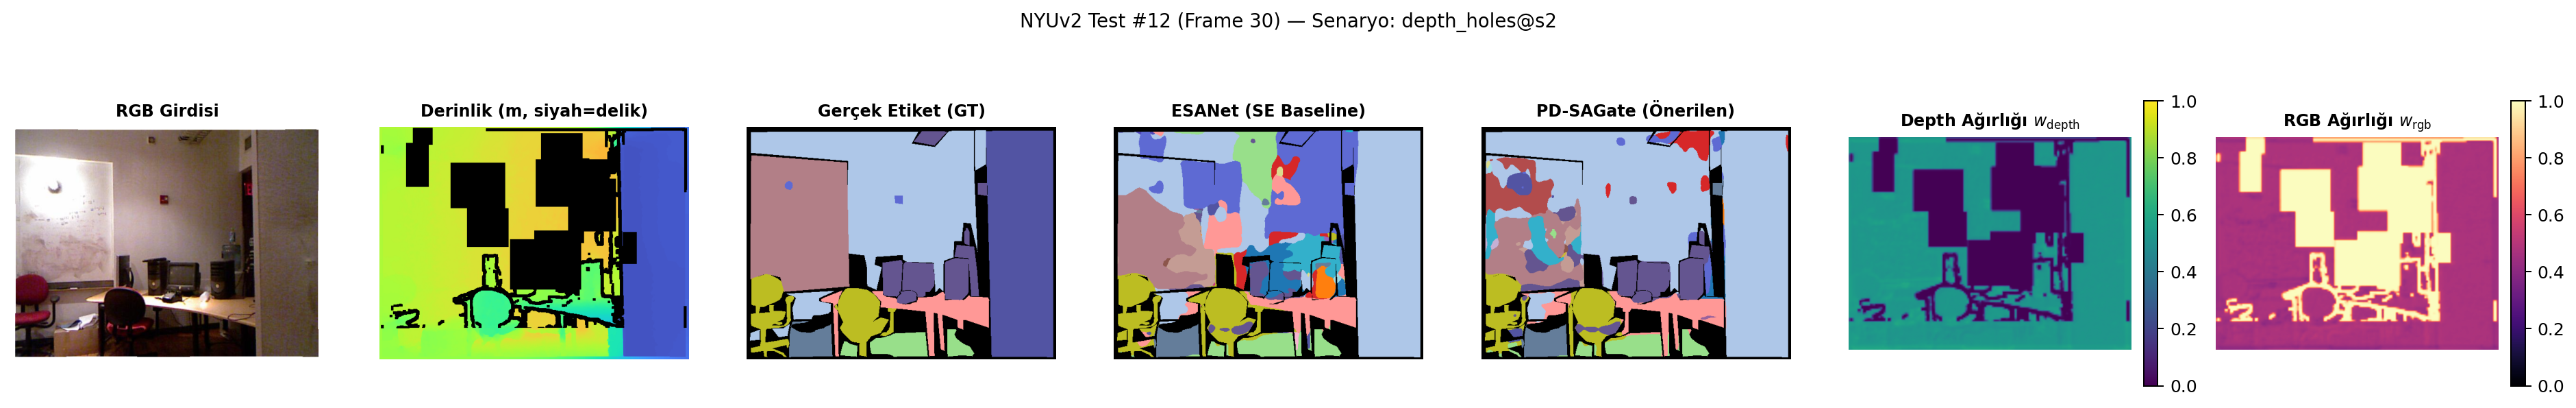 NYUv2 Test #12 (Frame 30) — Senaryo: depth_holes@s2
RGB Girdisi
Derinlik (m, siyah=delik)
Gerçek Etiket (GT)
ESANet (SE Baseline)
PD-SAGate (Önerilen)
Depth Ağırlığı w_depth
1.0
0.8
0.6
0.4
0.2
0.0
RGB Ağırlığı w_rgb
1.0
0.8
0.6
0.4
0.2
0.0